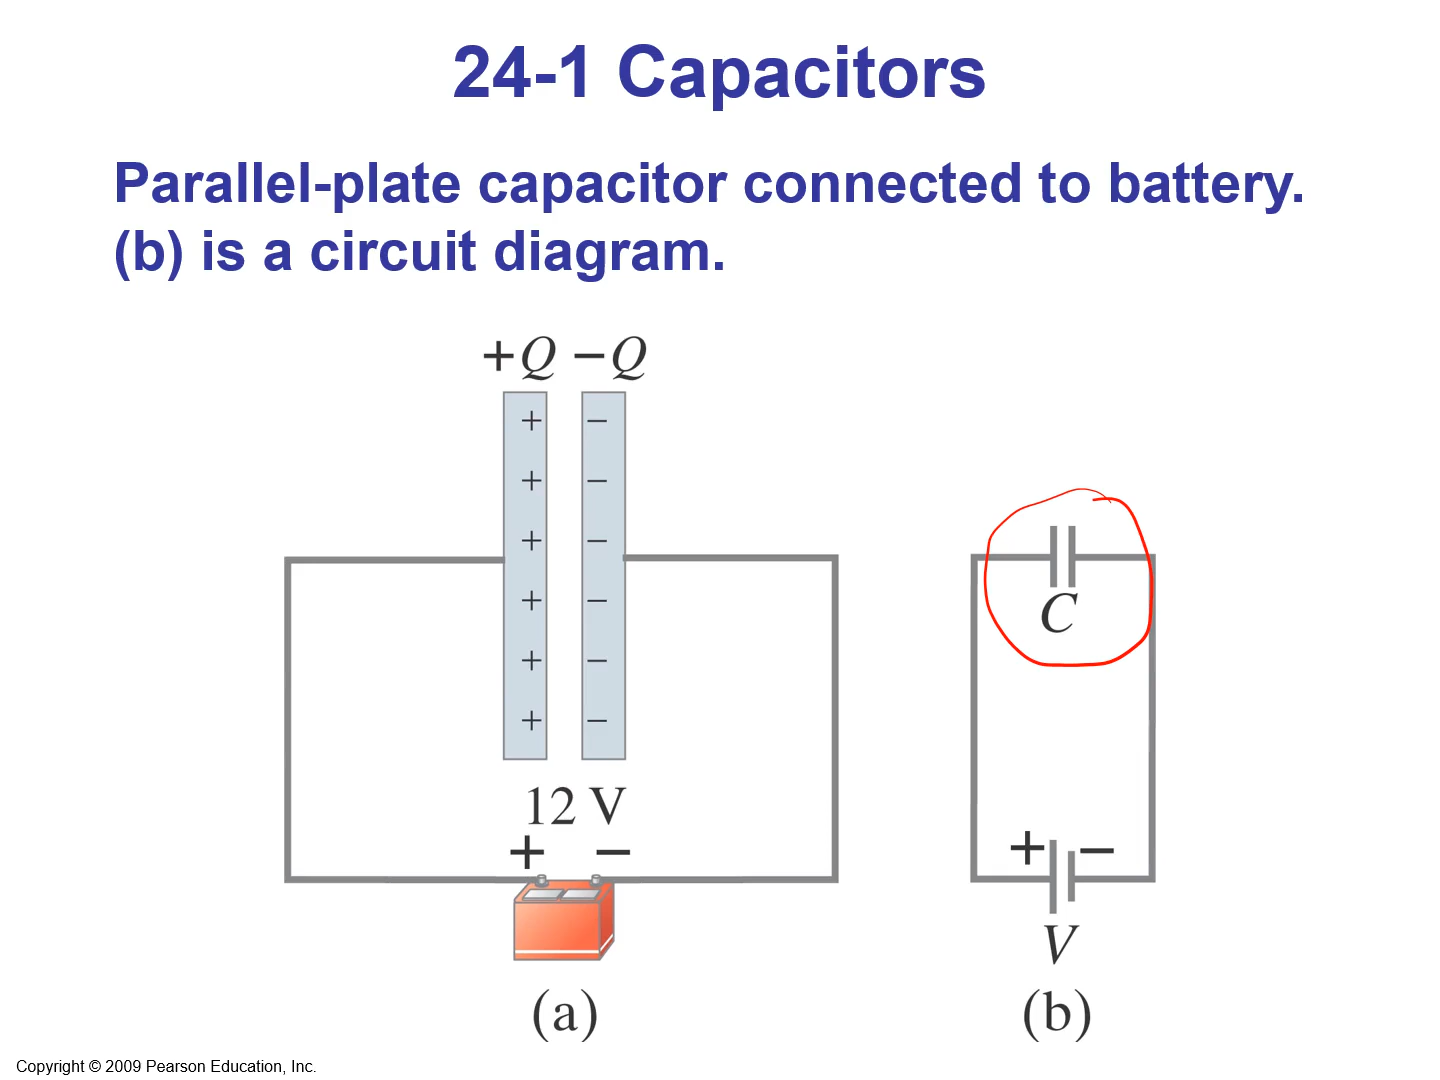 24-1 Capacitors
Parallel-plate capacitor connected to battery.
(b) is a circuit diagram.
+Q −Q
+ −
+ −
+ −
+ −
+ −
+ −
C
12 V
+ −
+ −
V
(a)
(b)
Copyright © 2009 Pearson Education, Inc.